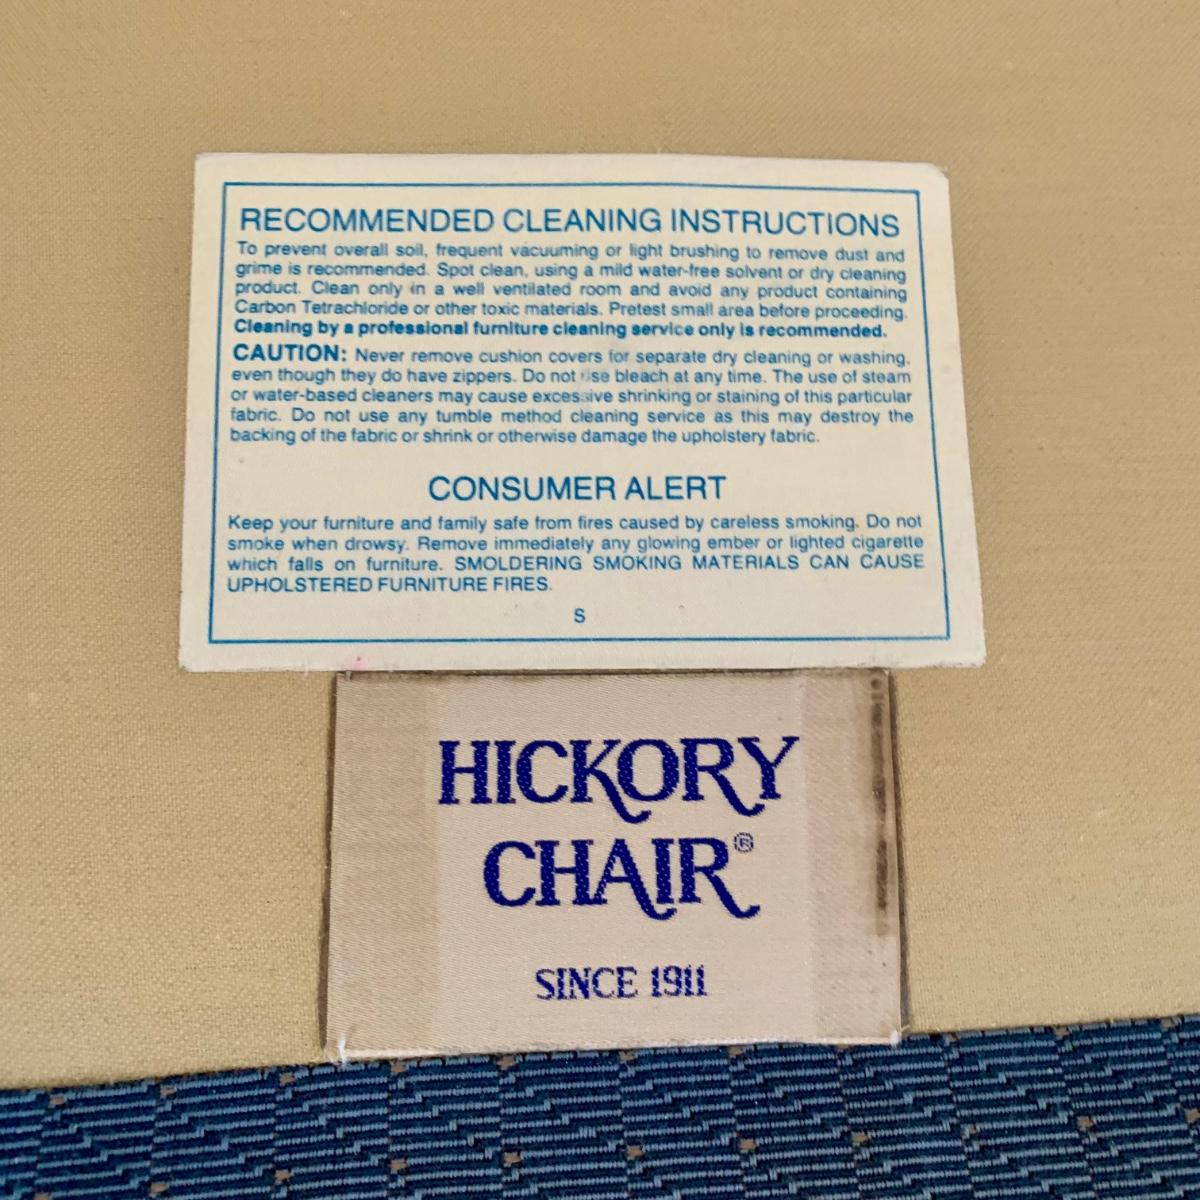 RECOMMENDED CLEANING INSTRUCTIONS
To prevent overall soil, frequent vacuuming or light brushing to remove dust and
grime is recommended. Spot clean, using a mild water-free solvent or dry cleaning
product. Clean only in a well ventilated room and avoid any product containing
Carbon Tetrachloride or other toxic materials. Pretest small area before proceeding.
Cleaning by a professional furniture cleaning service only is recommended.
CAUTION: Never remove cushion covers for separate dry cleaning or washing,
even though they do have zippers. Do not use bleach at any time. The use of steam
or water-based cleaners may cause excessive shrinking or staining of this particular
fabric. Do not use any tumble method cleaning service as this may destroy the
backing of the fabric or shrink or otherwise damage the upholstery fabric.
CONSUMER ALERT
Keep your furniture and family safe from fires caused by careless smoking. Do not
smoke when drowsy. Remove immediately any glowing ember or lighted cigarette
which falls on furniture. SMOLDERING SMOKING MATERIALS CAN CAUSE
UPHOLSTERED FURNITURE FIRES.
S
HICKORY
CHAIR®
SINCE 1911